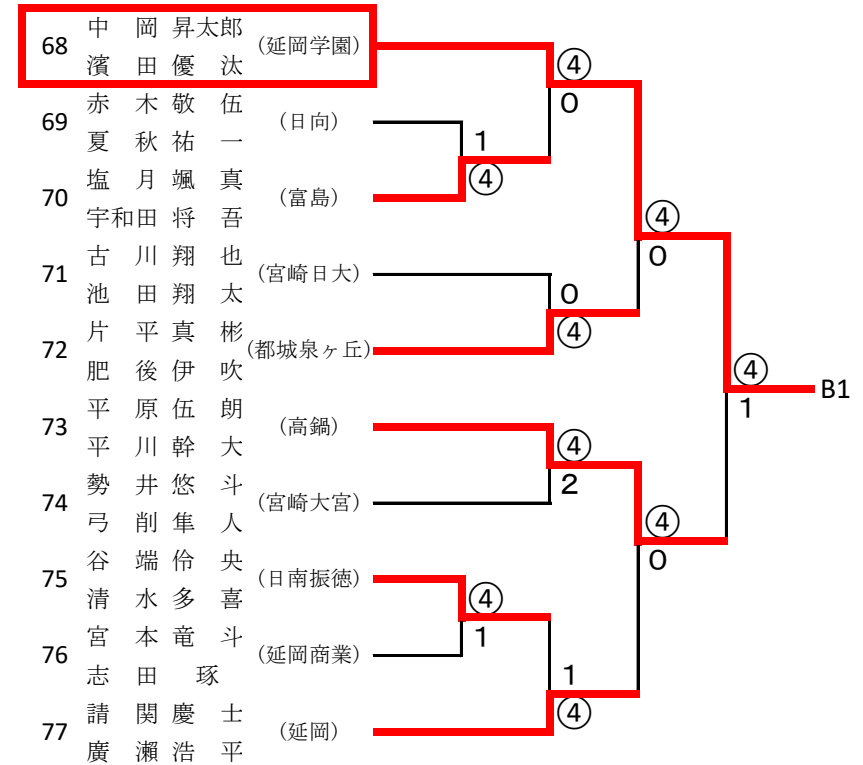 中岡昇太郎
68 (延岡学園)
濱田優汰
④
0
赤木敬伍
69 (日向)
夏秋祐一
1
④
塩月颯真
70 (富島)
宇和田将吾
④
0
古川翔也
71 (宮崎日大)
池田翔太
0
④
片平真彬
72 (都城泉ヶ丘)
肥後伊吹
④
1
B1
平原伍朗
73 (高鍋)
平川幹大
④
2
勢井悠斗
74 (宮崎大宮)
弓削隼人
④
0
谷端伶央
75 (日南振徳)
清水多喜
④
1
宮本竜斗
76 (延岡商業)
志田琢
1
④
請関慶士
77 (延岡)
廣瀬浩平